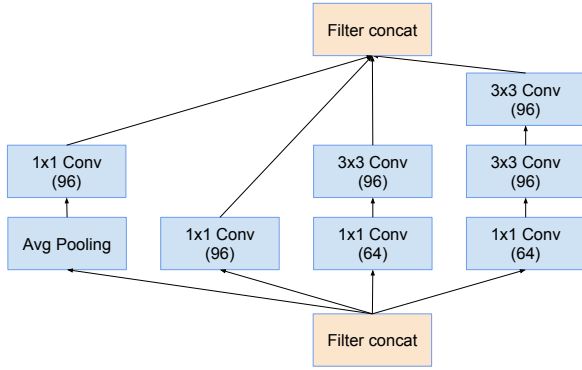 Filter concat
3x3 Conv
(96)
1x1 Conv
(96)
3x3 Conv
(96)
3x3 Conv
(96)
Avg Pooling
1x1 Conv
(96)
1x1 Conv
(64)
1x1 Conv
(64)
Filter concat